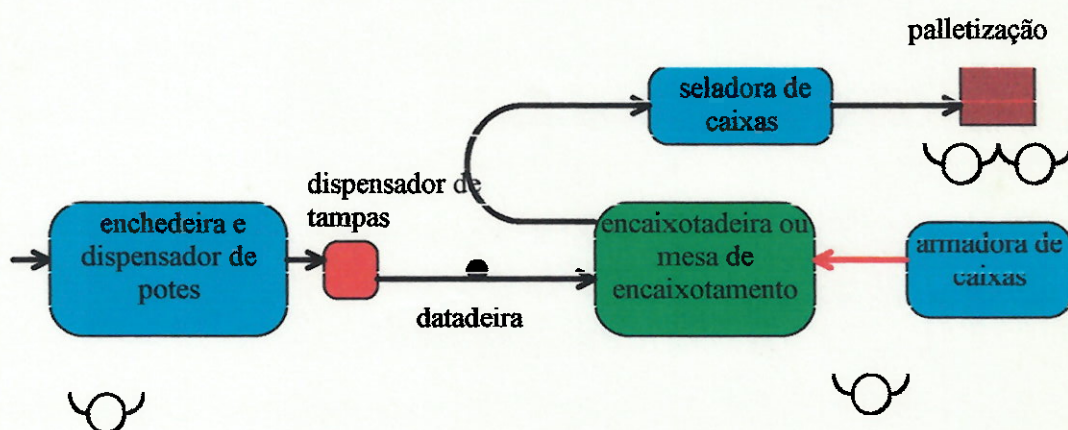 palletização
seladora de
caixas
dispensador de
tampas
enchedeira e
dispensador de
potes
encaixotadeira ou
mesa de
encaixotamento
armadora de
caixas
datadeira